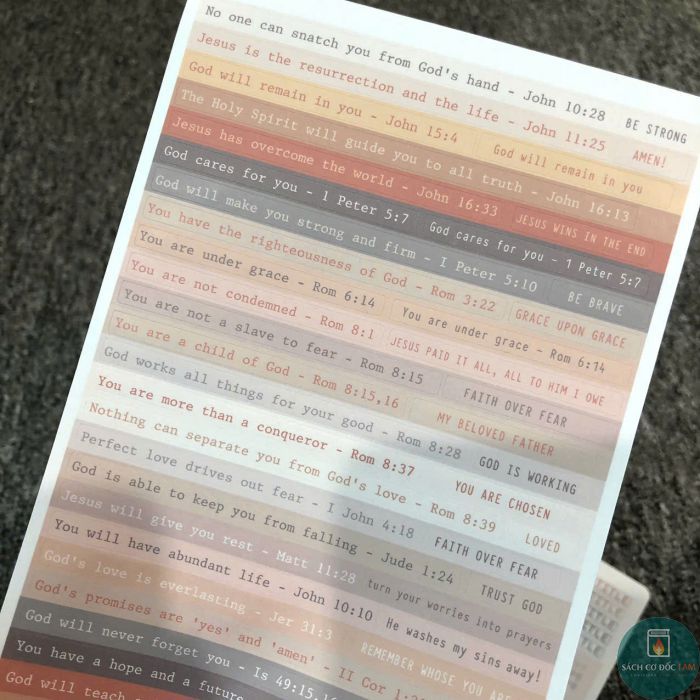 No one can snatch you from God's hand - John 10:28 BE STRONG
Jesus is the resurrection and the life - John 11:25 AMEN!
God will remain in you - John 15:4 God will remain in you
The Holy Spirit will guide you to all truth - John 16:13
Jesus has overcome the world - John 16:33 JESUS WINS IN THE END
God cares for you - 1 Peter 5:7 God cares for you - 1 Peter 5:7
God will make you strong and firm - I Peter 5:10 BE BRAVE
You have the righteousness of God - Rom 3:22 GRACE UPON GRACE
You are under grace - Rom 6:14 You are under grace - Rom 6:14
You are not condemned - Rom 8:1 JESUS PAID IT ALL, ALL TO HIM I OWE
You are not a slave to fear - Rom 8:15 FAITH OVER FEAR
You are a child of God - Rom 8:15,16 MY BELOVED FATHER
God works all things for your good - Rom 8:28 GOD IS WORKING
You are more than a conqueror - Rom 8:37 YOU ARE CHOSEN
Nothing can separate you from God's love - Rom 8:39 LOVED
Perfect love drives out fear - I John 4:18 FAITH OVER FEAR
God is able to keep you from falling - Jude 1:24 TRUST GOD
Jesus will give you rest - Matt 11:28 turn your worries into prayers
You will have abundant life - John 10:10 He washes my sins away!
God's love is everlasting - Jer 31:3 REMEMBER WHOSE YOU ARE
God's promises are 'yes' and 'amen' - II Cor
God will never forget you - Is 49:15,16
You have a hope and a future
God will teach
SÁCH CƠ ĐỐC LAM